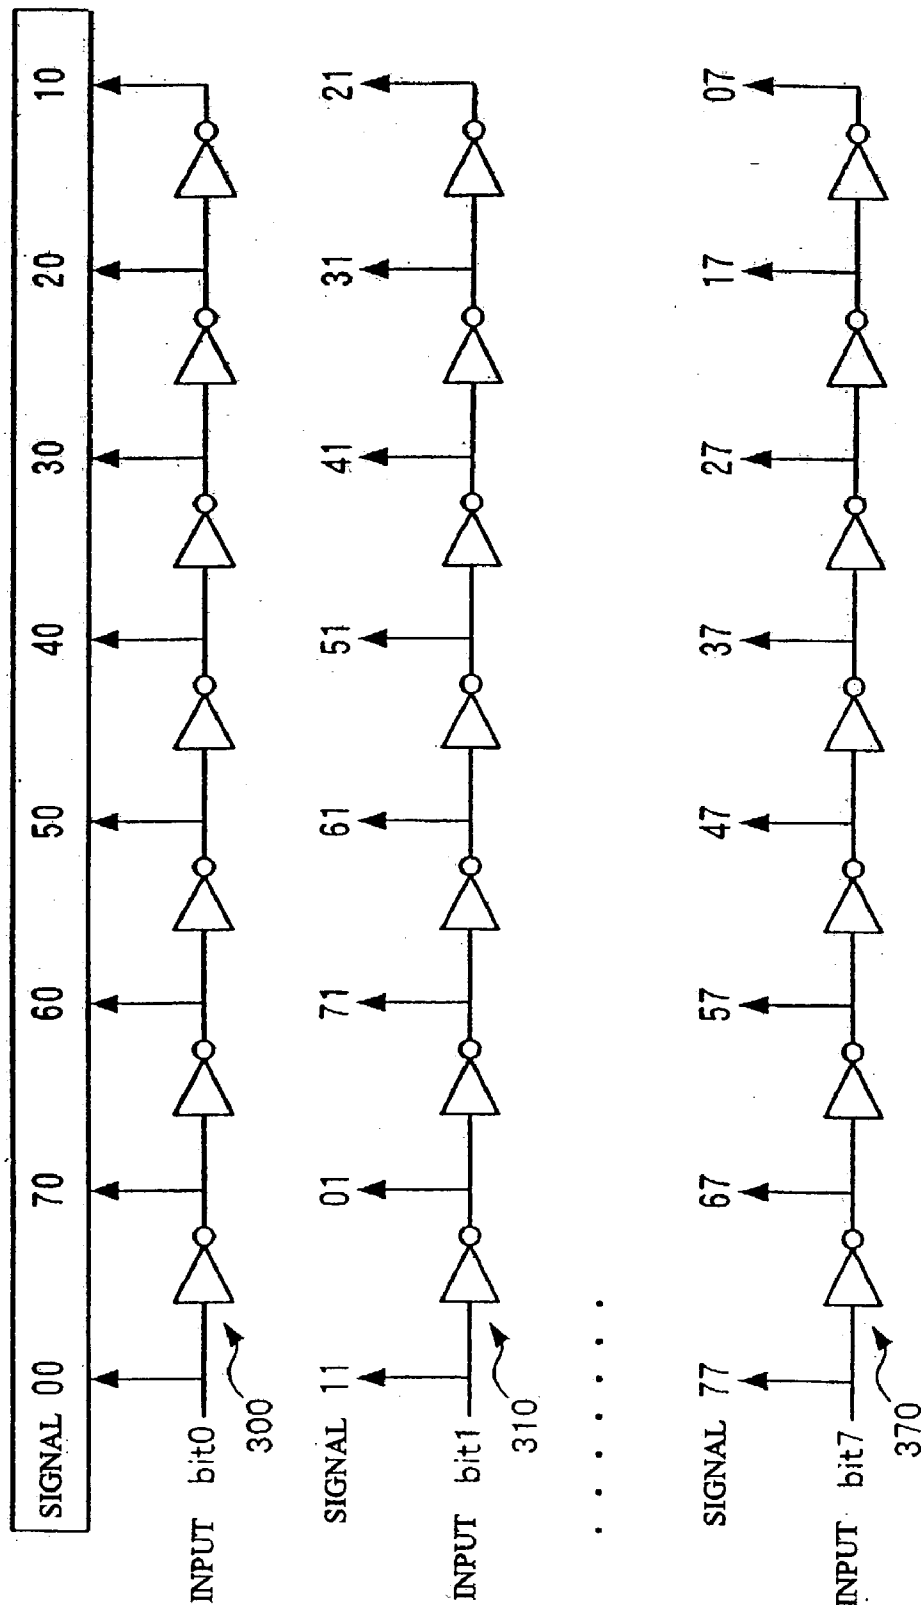 SIGNAL 00 70 60 50 40 30 20 10
INPUT bit0
300
SIGNAL 11 01 71 61 51 41 31 21
INPUT bit1
310
. . . . . . .
SIGNAL 77 67 57 47 37 27 17 07
INPUT bit7
370